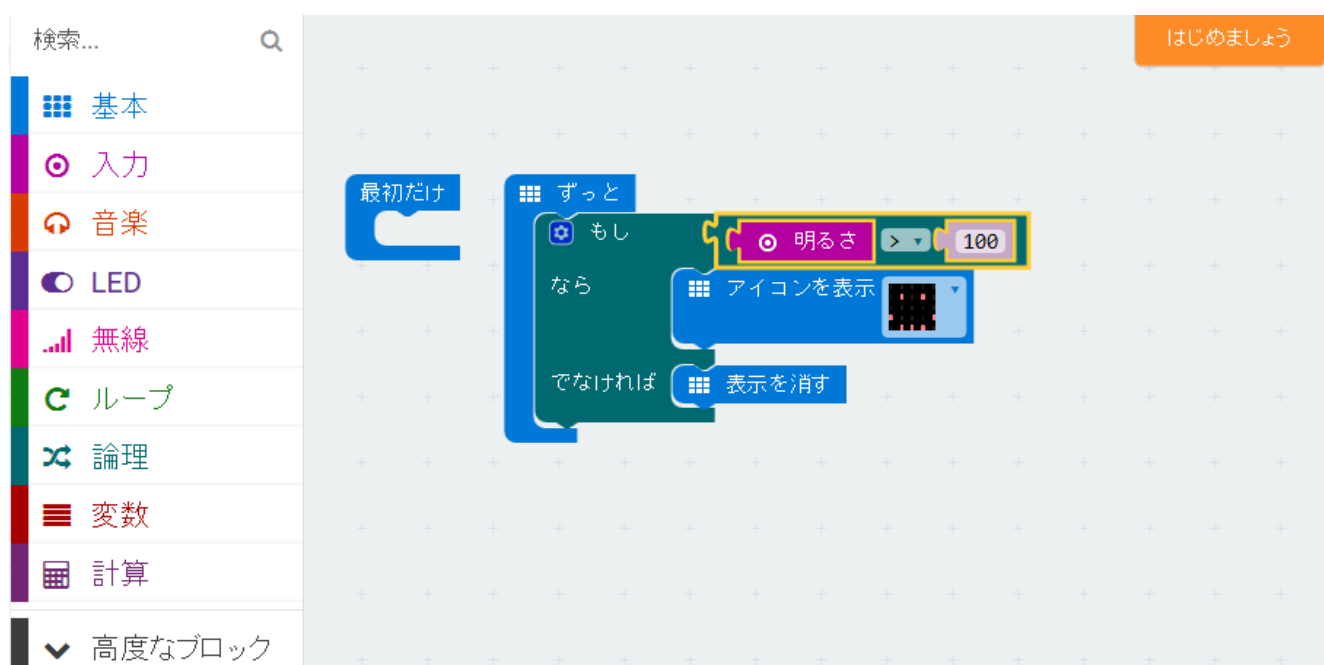 検索...
はじめましょう
基本
入力
音楽
LED
無線
ループ
論理
変数
計算
高度なブロック
最初だけ
ずっと
もし 明るさ > 100
なら アイコンを表示
でなければ 表示を消す